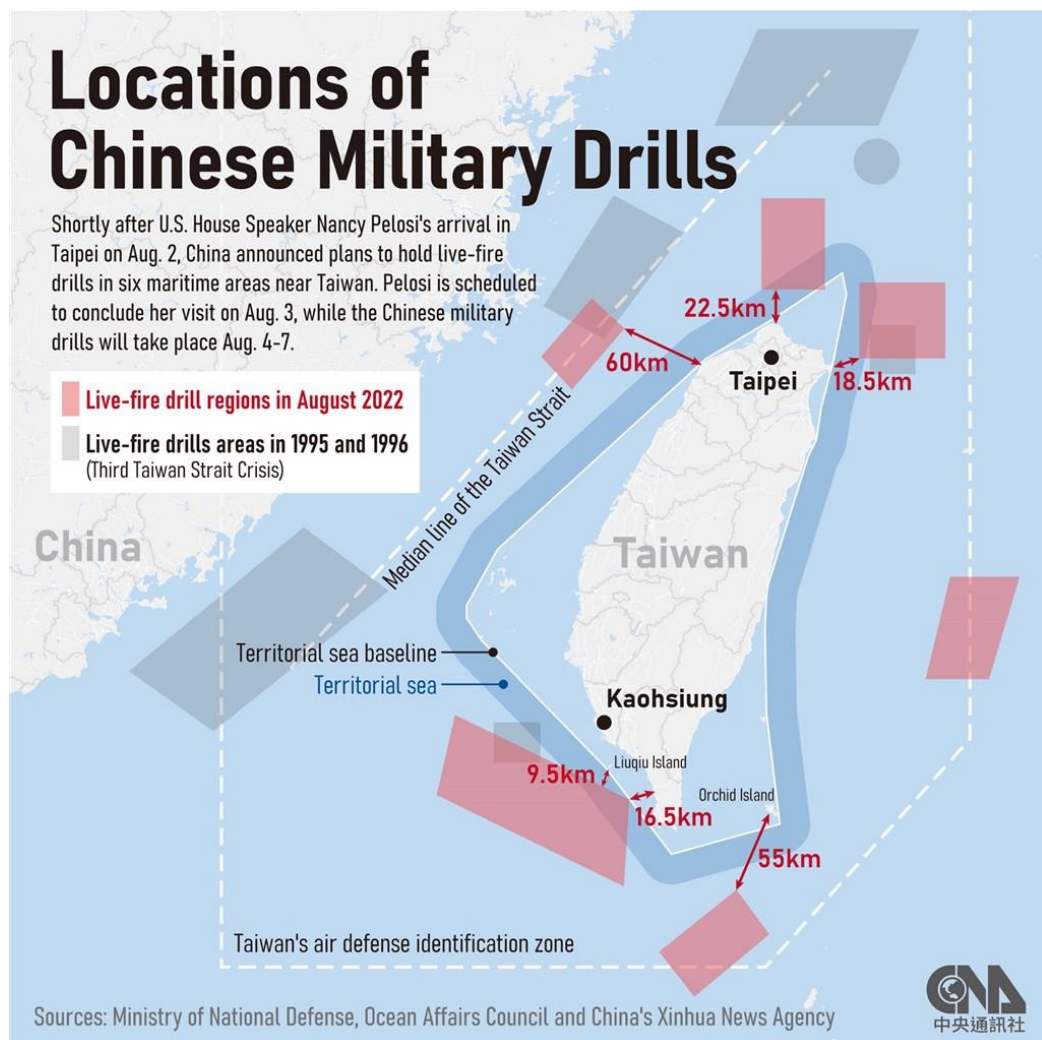 Locations of
Chinese Military Drills
Shortly after U.S. House Speaker Nancy Pelosi's arrival in
Taipei on Aug. 2, China announced plans to hold live-fire
drills in six maritime areas near Taiwan. Pelosi is scheduled
to conclude her visit on Aug. 3, while the Chinese military
drills will take place Aug. 4-7.
Live-fire drill regions in August 2022
Live-fire drills areas in 1995 and 1996
(Third Taiwan Strait Crisis)
22.5km
60km
Taipei
18.5km
Median line of the Taiwan Strait
China
Taiwan
Territorial sea baseline
Territorial sea
Kaohsiung
Liuqiu Island
9.5km
Orchid Island
16.5km
55km
Taiwan's air defense identification zone
CNA
中央通訊社
Sources: Ministry of National Defense, Ocean Affairs Council and China's Xinhua News Agency